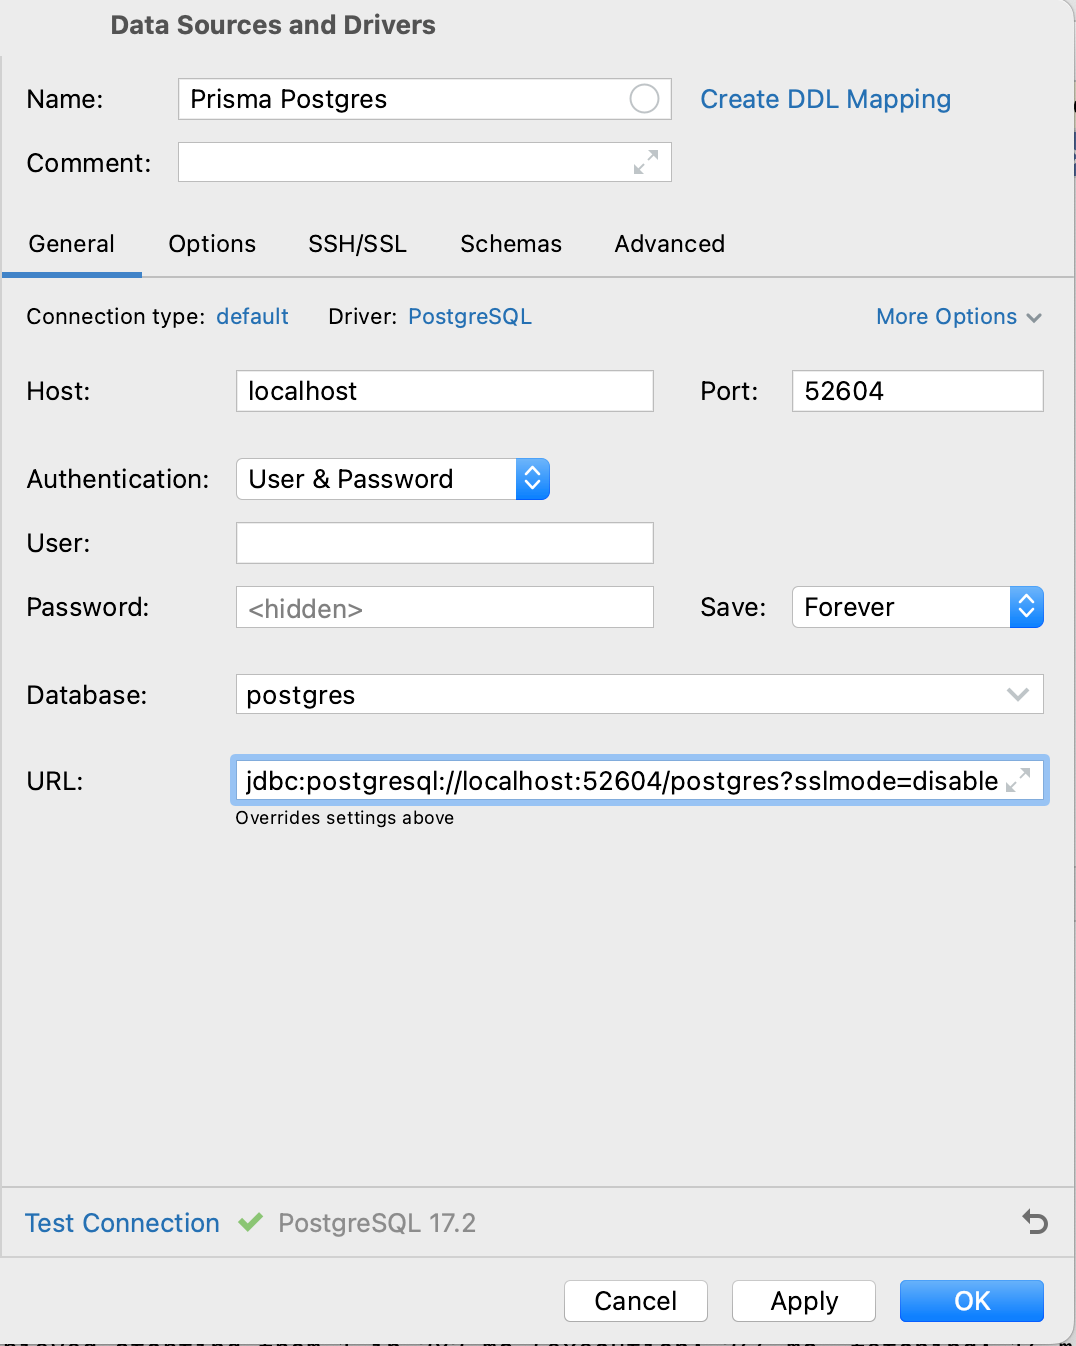 Data Sources and Drivers
Name: Prisma Postgres Create DDL Mapping
Comment:
General Options SSH/SSL Schemas Advanced
Connection type: default Driver: PostgreSQL More Options
Host: localhost Port: 52604
Authentication: User & Password
User:
Password: <hidden> Save: Forever
Database: postgres
URL: jdbc:postgresql://localhost:52604/postgres?sslmode=disable
Overrides settings above
Test Connection PostgreSQL 17.2
Cancel Apply OK